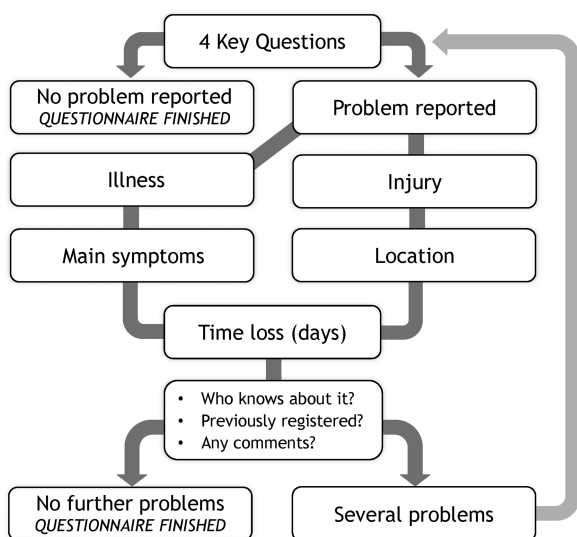 4 Key Questions
No problem reported
QUESTIONNAIRE FINISHED
Problem reported
Illness
Injury
Main symptoms
Location
Time loss (days)
• Who knows about it?
• Previously registered?
• Any comments?
No further problems
QUESTIONNAIRE FINISHED
Several problems